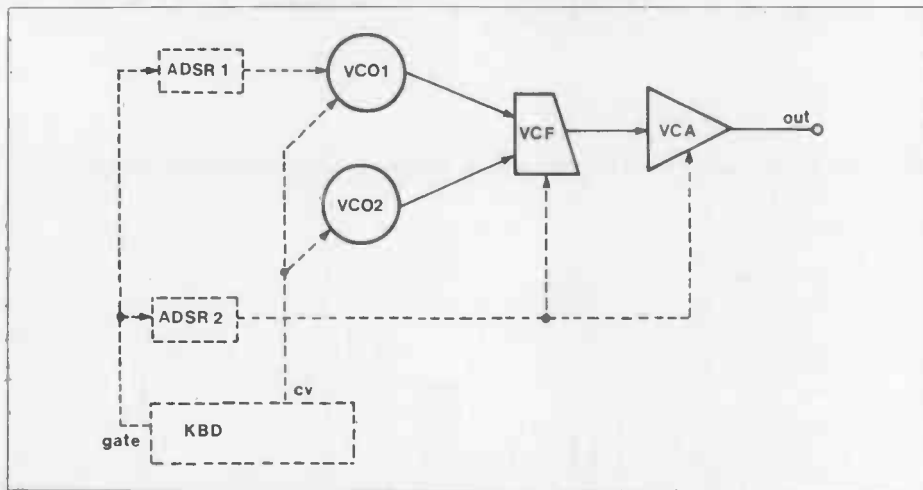 ADSR 1
VCO1
out
VCF
VCA
VCO2
ADSR 2
cv
KBD
gate